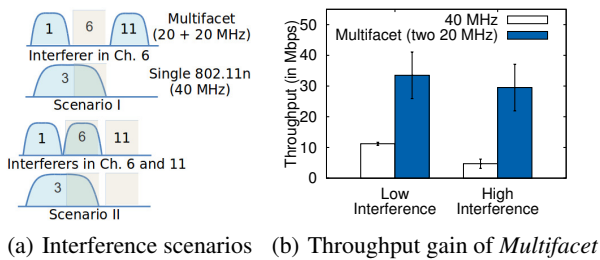 1 6 11
Multifacet
(20 + 20 MHz)
Interferer in Ch. 6
3
Single 802.11n
(40 MHz)
Scenario I
1 6 11
Interferers in Ch. 6 and 11
3
Scenario II
(a) Interference scenarios
Throughput (in Mbps)
50
40
30
20
10
0
40 MHz
Multifacet (two 20 MHz)
Low
Interference
High
Interference
(b) Throughput gain of Multifacet